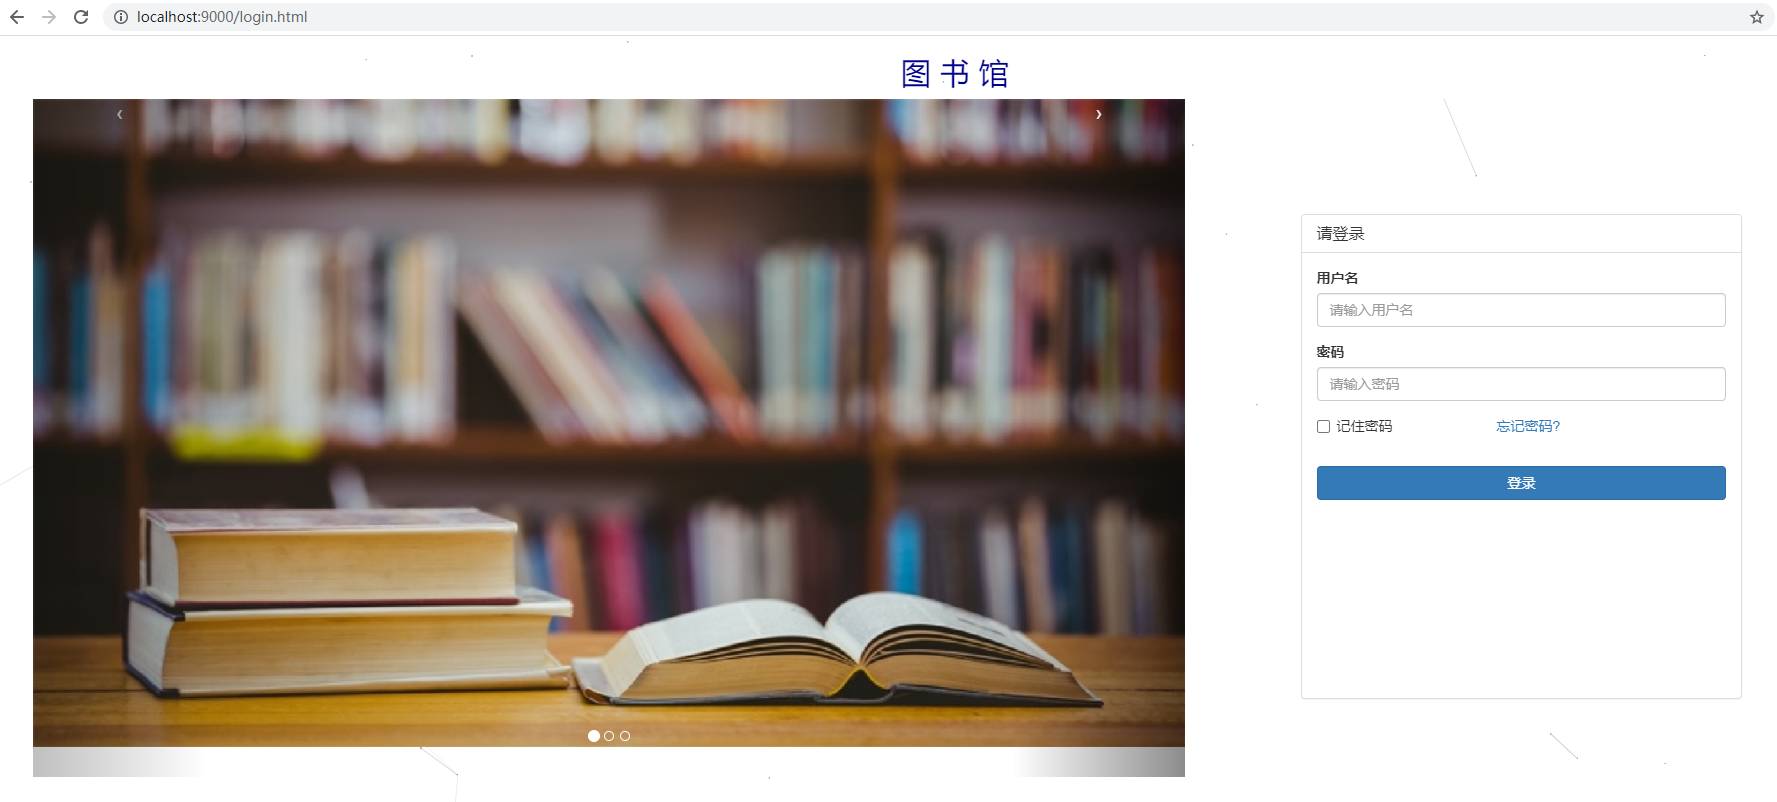 localhost:9000/login.html
图 书 馆
请登录
用户名
请输入用户名
密码
请输入密码
记住密码 忘记密码?
登录